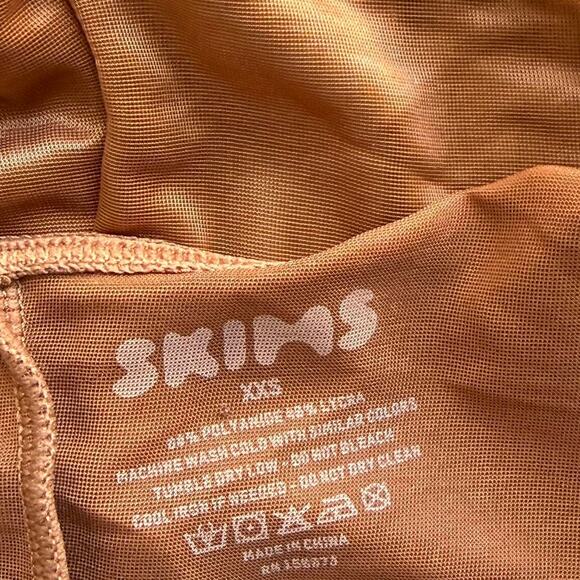 SKIMS
XXS
POLYAMIDE LYCRA
MACHINE WASH COLD WITH SIMILAR COLORS
TUMBLE DRY LOW - DO NOT BLEACH
COOL IRON IF NEEDED - DO NOT DRY CLEAN
MADE IN CHINA
RN